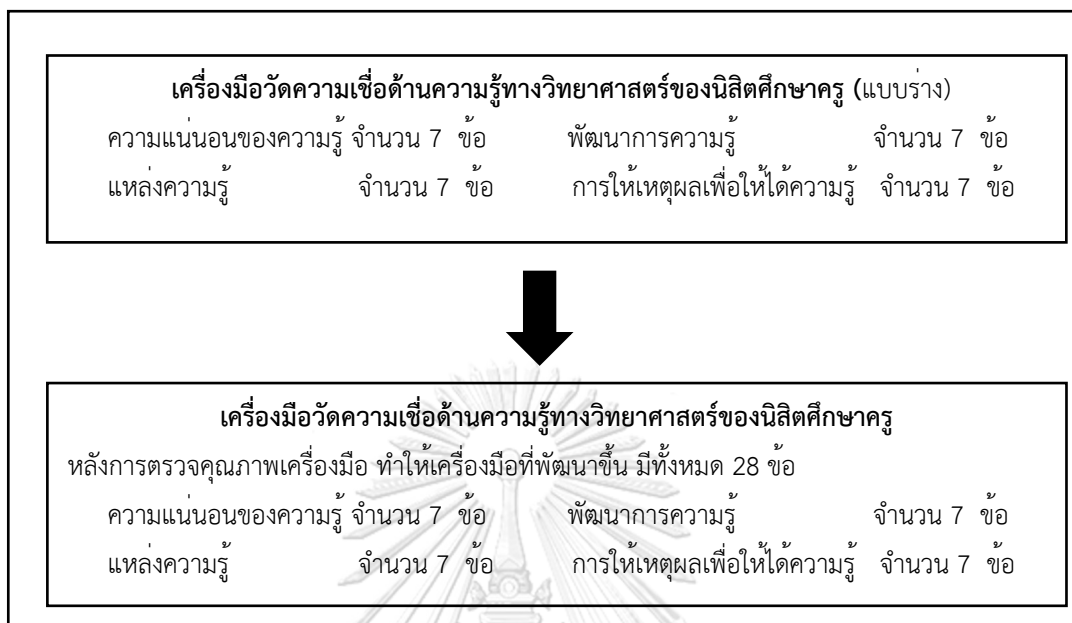 เครื่องมือวัดความเชื่อด้านความรู้ทางวิทยาศาสตร์ของนิสิตศึกษาครู (แบบร่าง)
ความแน่นอนของความรู้ จำนวน 7 ข้อ พัฒนาการความรู้ จำนวน 7 ข้อ
แหล่งความรู้ จำนวน 7 ข้อ การให้เหตุผลเพื่อให้ได้ความรู้ จำนวน 7 ข้อ
เครื่องมือวัดความเชื่อด้านความรู้ทางวิทยาศาสตร์ของนิสิตศึกษาครู
หลังการตรวจคุณภาพเครื่องมือ ทำให้เครื่องมือที่พัฒนาขึ้น มีทั้งหมด 28 ข้อ
ความแน่นอนของความรู้ จำนวน 7 ข้อ พัฒนาการความรู้ จำนวน 7 ข้อ
แหล่งความรู้ จำนวน 7 ข้อ การให้เหตุผลเพื่อให้ได้ความรู้ จำนวน 7 ข้อ